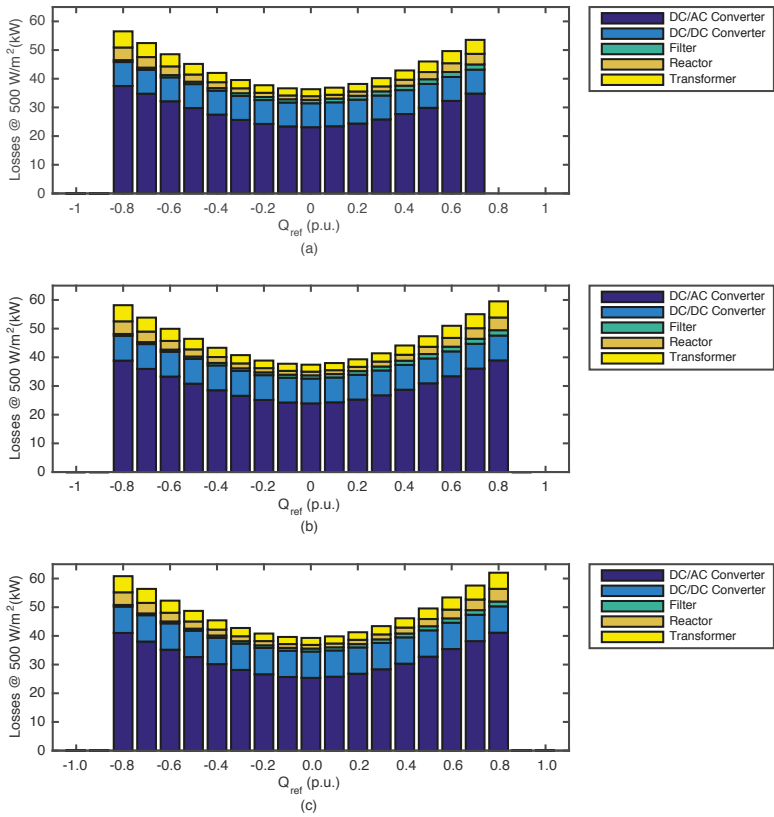 Losses @ 500 W/m²(kW)
60
50
40
30
20
10
0
-1 -0.8 -0.6 -0.4 -0.2 0 0.2 0.4 0.6 0.8 1
Q_ref (p.u.)
(a)
DC/AC Converter
DC/DC Converter
Filter
Reactor
Transformer
Losses @ 500 W/m²(kW)
60
50
40
30
20
10
0
-1 -0.8 -0.6 -0.4 -0.2 0 0.2 0.4 0.6 0.8 1
Q_ref (p.u.)
(b)
DC/AC Converter
DC/DC Converter
Filter
Reactor
Transformer
Losses @ 500 W/m²(kW)
60
50
40
30
20
10
0
-1.0 -0.8 -0.6 -0.4 -0.2 0.0 0.2 0.4 0.6 0.8 1.0
Q_ref (p.u.)
(c)
DC/AC Converter
DC/DC Converter
Filter
Reactor
Transformer